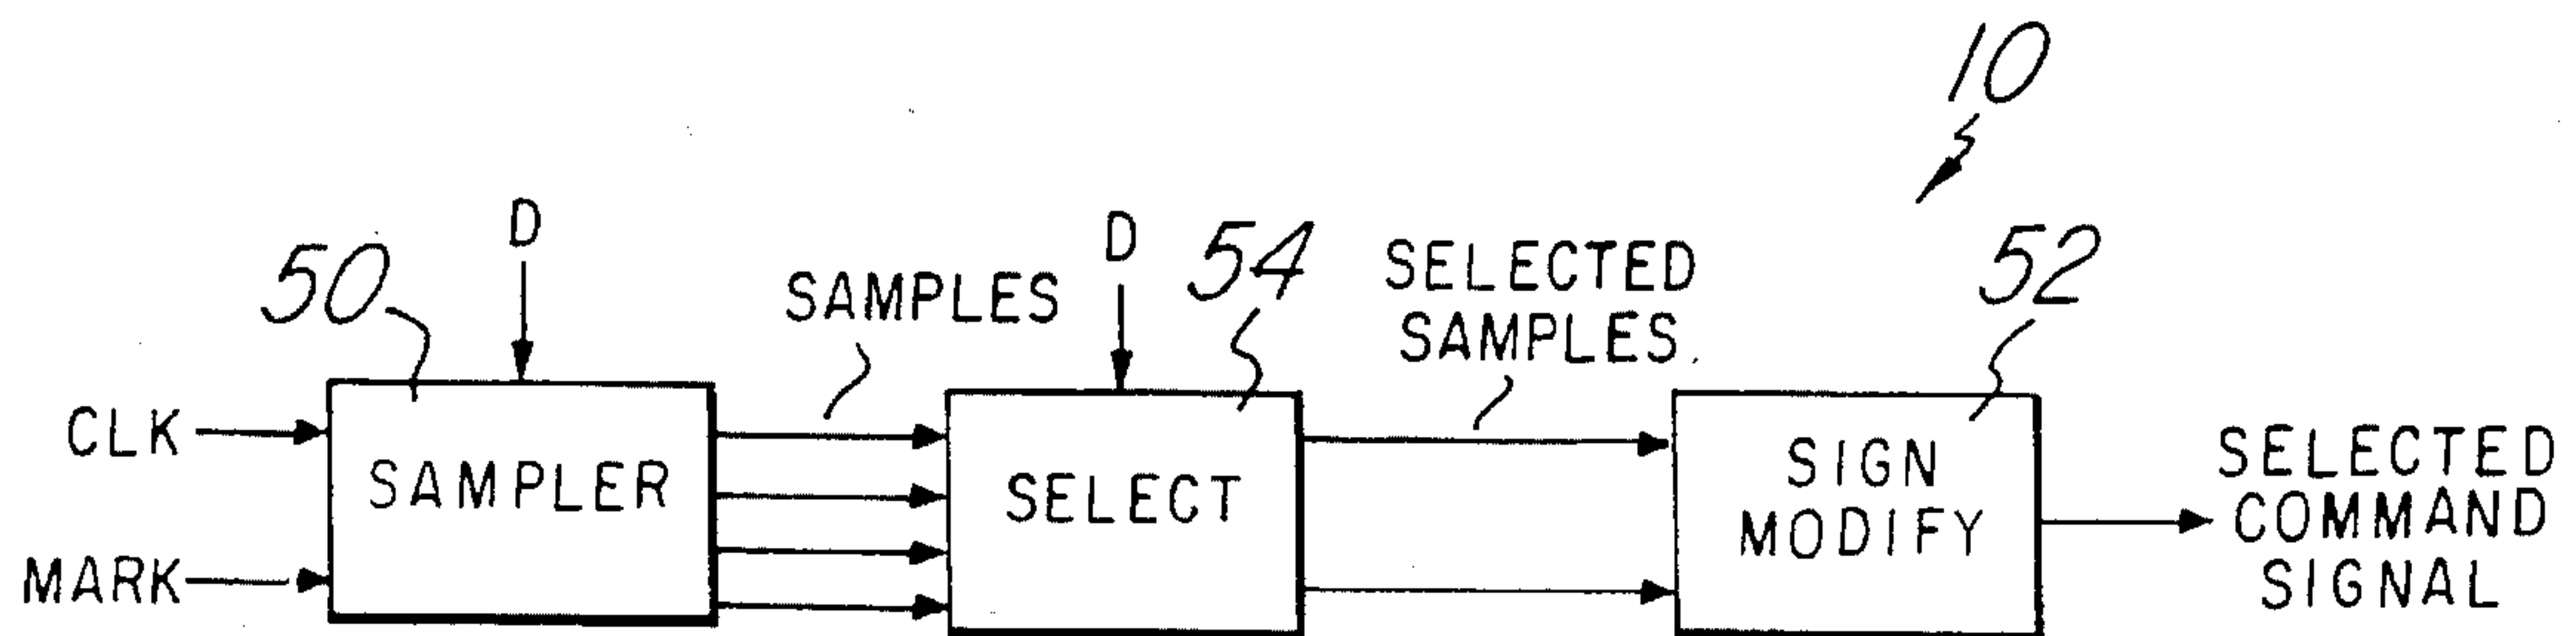 10
D
50
SAMPLES
D
54
SELECTED
SAMPLES
52
CLK
MARK
SAMPLER
SELECT
SIGN
MODIFY
SELECTED
COMMAND
SIGNAL